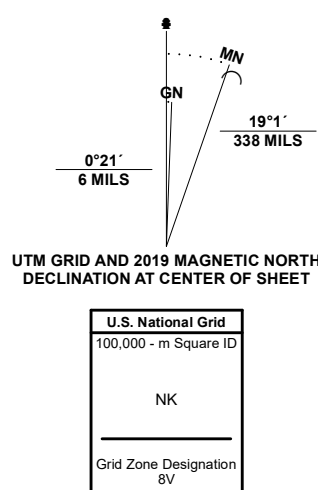 MN
GN
19°1´
338 MILS
0°21´
6 MILS
UTM GRID AND 2019 MAGNETIC NORTH
DECLINATION AT CENTER OF SHEET
U.S. National Grid
100,000 - m Square ID
NK
Grid Zone Designation
8V